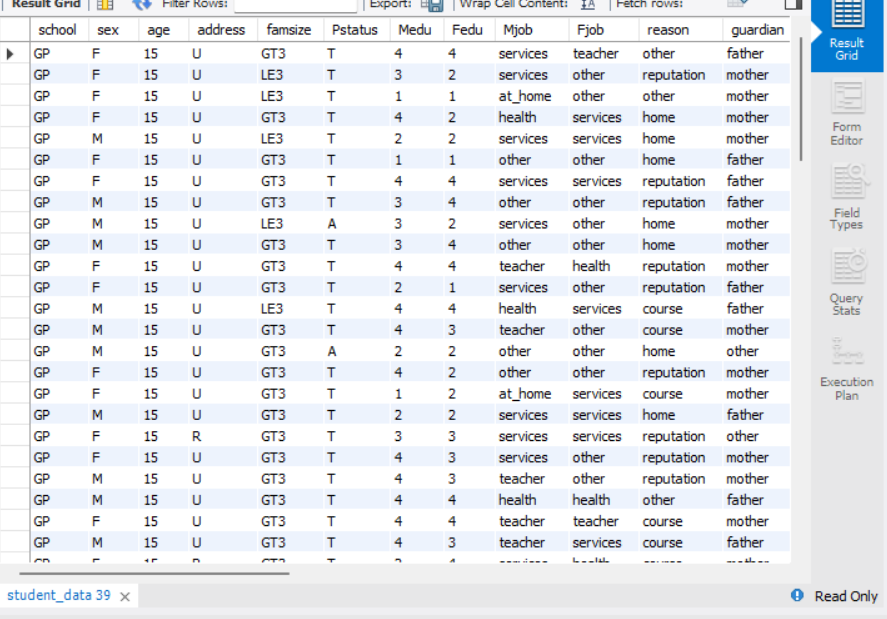 Result Grid Filter Rows: Export: Wrap Cell Content: IA Fetch rows:
school sex age address famsize Pstatus Medu Fedu Mjob Fjob reason guardian
GP F 15 U GT3 T 4 4 services teacher other father
GP F 15 U LE3 T 3 2 services other reputation mother
GP F 15 U LE3 T 1 1 at_home other other mother
GP F 15 U GT3 T 4 2 health services home mother
GP M 15 U LE3 T 2 2 services services home mother
GP F 15 U GT3 T 1 1 other other home father
GP F 15 U GT3 T 4 4 services services reputation father
GP M 15 U GT3 T 3 4 other other reputation mother
GP M 15 U LE3 A 3 2 services other home mother
GP M 15 U GT3 T 3 4 other other home mother
GP F 15 U GT3 T 4 4 teacher health reputation mother
GP F 15 U GT3 T 2 1 services other reputation father
GP M 15 U LE3 T 4 4 health services course father
GP M 15 U GT3 T 4 3 teacher other course mother
GP M 15 U GT3 A 2 2 other other home other
GP F 15 U GT3 T 4 2 other other reputation mother
GP F 15 U GT3 T 1 2 at_home services course mother
GP M 15 U GT3 T 2 2 services services home father
GP F 15 R GT3 T 3 3 services services reputation other
GP F 15 U GT3 T 4 3 services other reputation mother
GP M 15 U GT3 T 4 3 teacher other reputation mother
GP M 15 U GT3 T 4 4 health health other father
GP F 15 U GT3 T 4 4 teacher teacher course mother
GP M 15 U GT3 T 4 3 teacher services course father
Result
Grid
Form
Editor
Field
Types
Query
Stats
Execution
Plan
student_data 39
Read Only